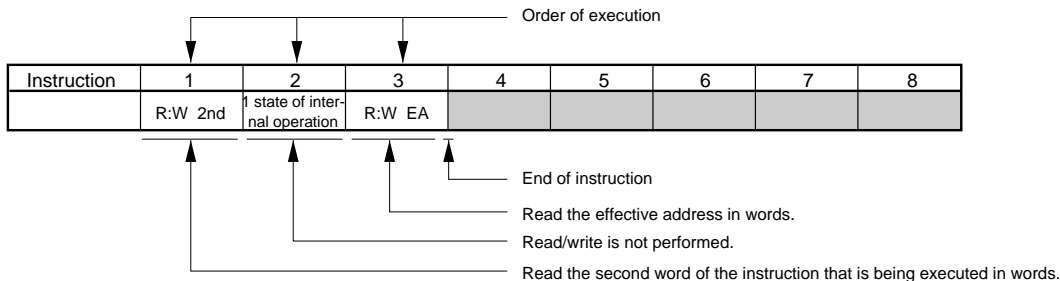 Order of execution
Instruction 1 2 3 4 5 6 7 8
R:W 2nd 1 state of inter-nal operation R:W EA
End of instruction
Read the effective address in words.
Read/write is not performed.
Read the second word of the instruction that is being executed in words.